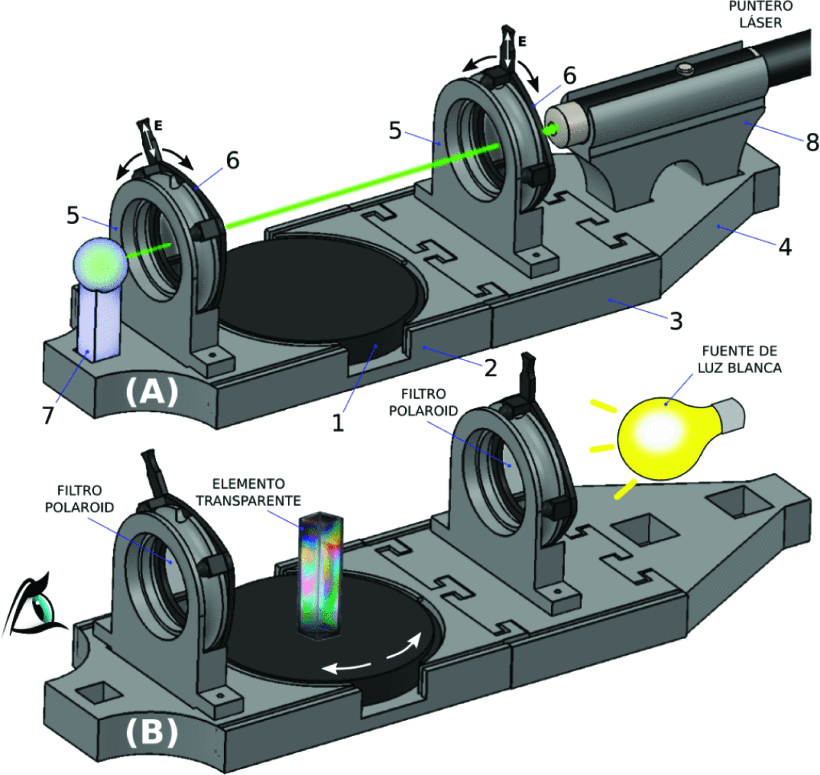 PUNTERO
LÁSER
E
6
5
8
E
6
5
4
3
7
(A)
1
2
FUENTE DE
LUZ BLANCA
FILTRO
POLAROID
FILTRO
POLAROID
ELEMENTO
TRANSPARENTE
(B)